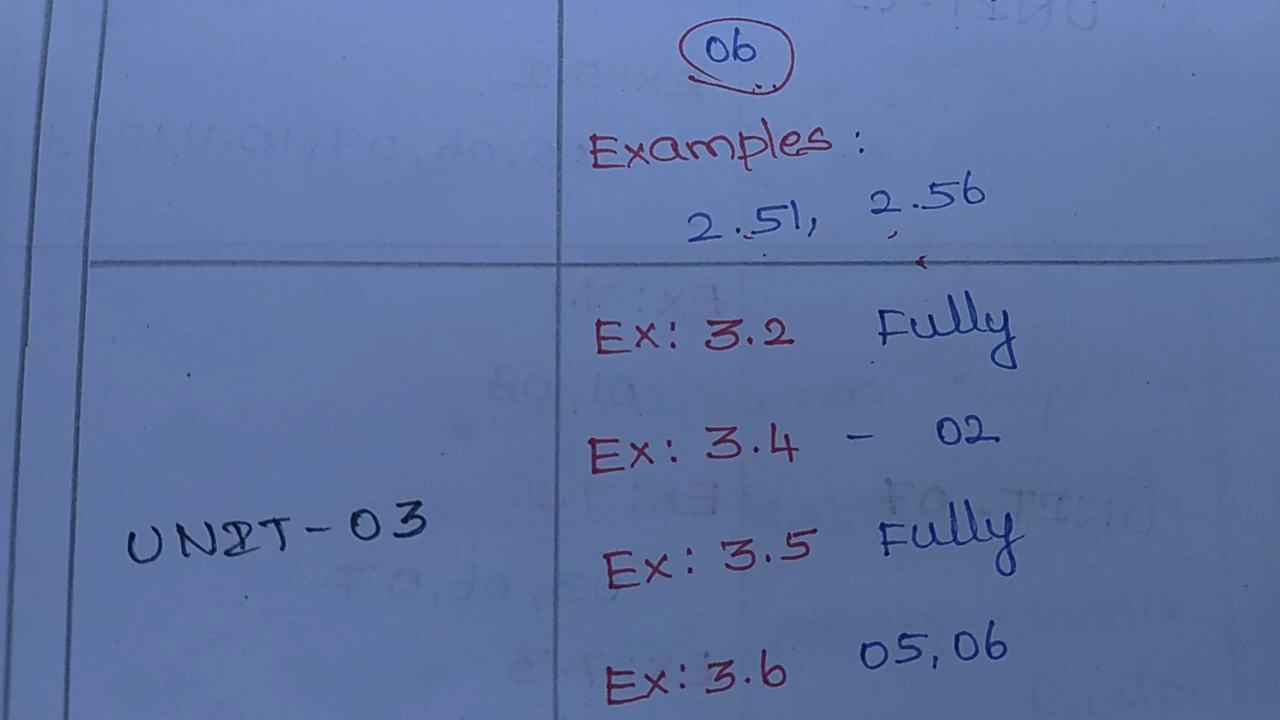 06
Examples :
2.51, 2.56
Ex: 3.2 Fully
Ex: 3.4 - 02
UNIT-03
Ex: 3.5 Fully
Ex: 3.6 05,06